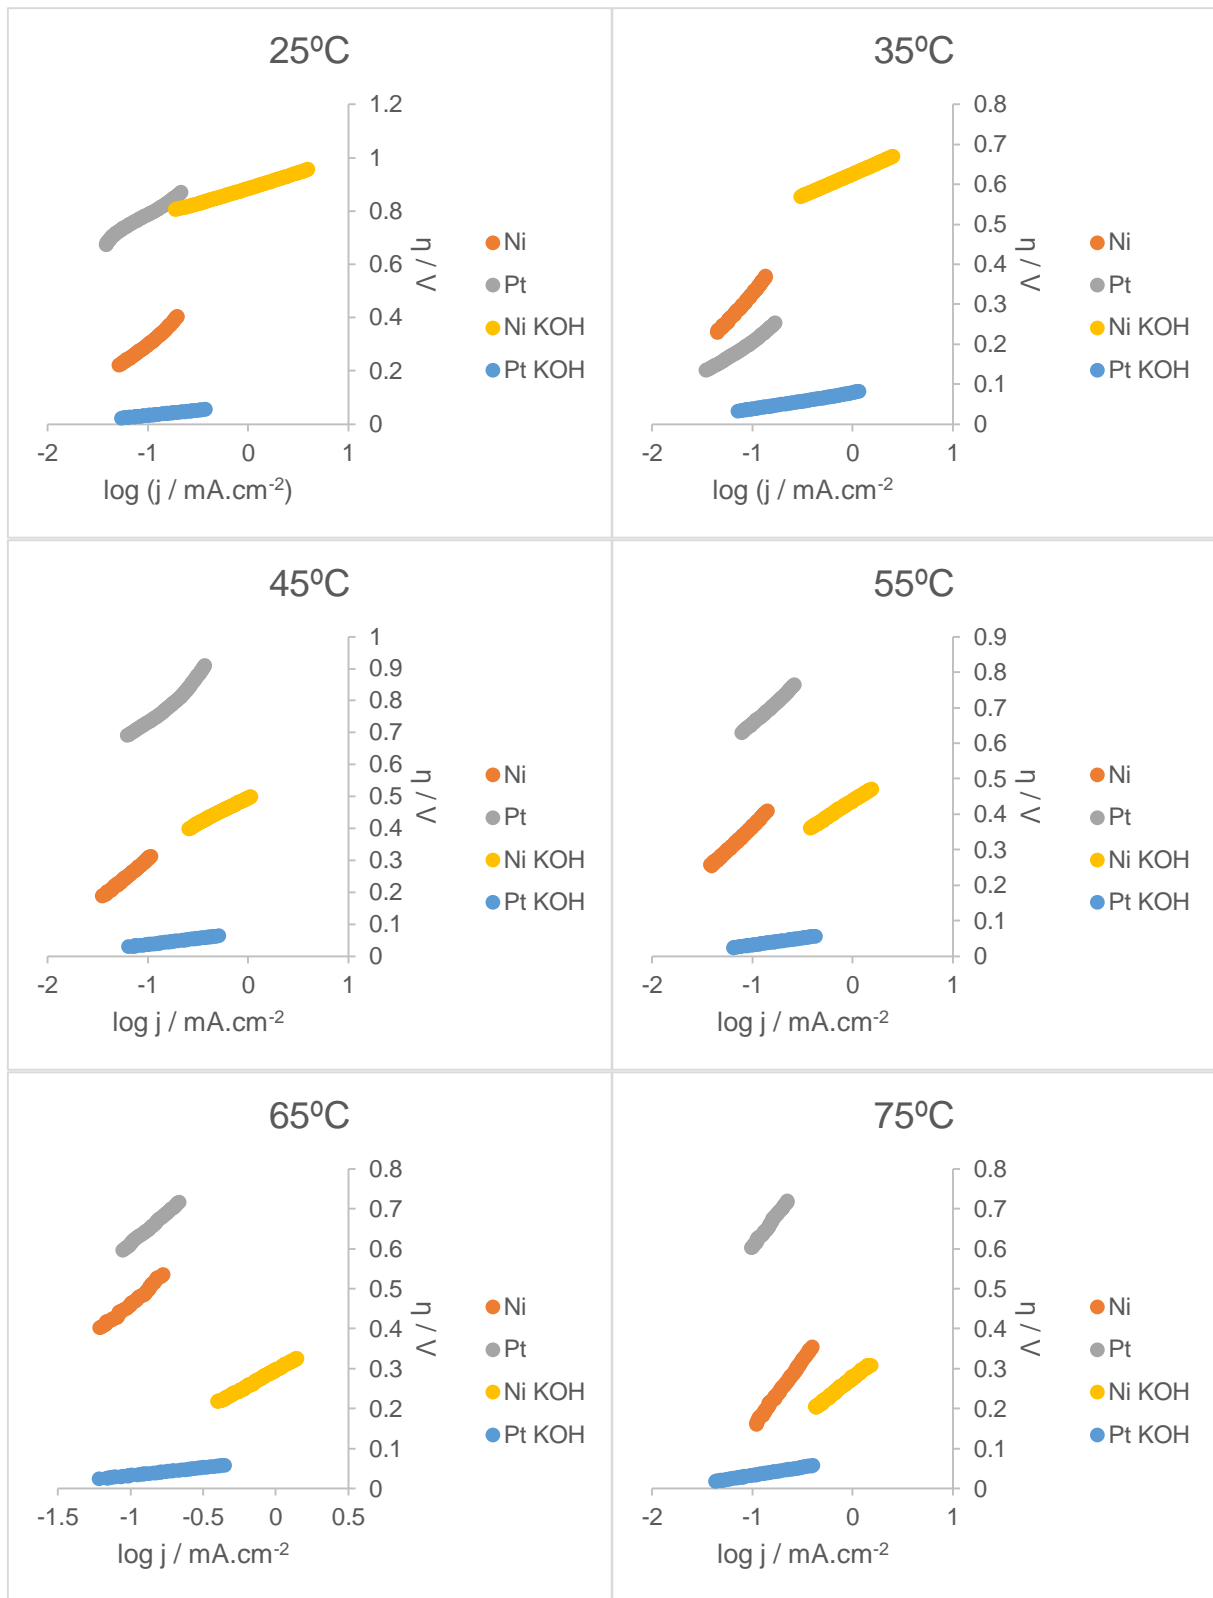 25ºC
1.2
1
0.8
0.6
0.4
0.2
0
η / V
-2 -1 0 1
log (j / mA.cm-2)
Ni
Pt
Ni KOH
Pt KOH
35ºC
0.8
0.7
0.6
0.5
0.4
0.3
0.2
0.1
0
η / V
-2 -1 0 1
log (j / mA.cm-2
Ni
Pt
Ni KOH
Pt KOH
45ºC
1
0.9
0.8
0.7
0.6
0.5
0.4
0.3
0.2
0.1
0
η / V
-2 -1 0 1
log j / mA.cm-2
Ni
Pt
Ni KOH
Pt KOH
55ºC
0.9
0.8
0.7
0.6
0.5
0.4
0.3
0.2
0.1
0
η / V
-2 -1 0 1
log j / mA.cm-2
Ni
Pt
Ni KOH
Pt KOH
65ºC
0.8
0.7
0.6
0.5
0.4
0.3
0.2
0.1
0
η / V
-1.5 -1 -0.5 0 0.5
log j / mA.cm-2
Ni
Pt
Ni KOH
Pt KOH
75ºC
0.8
0.7
0.6
0.5
0.4
0.3
0.2
0.1
0
η / V
-2 -1 0 1
log j / mA.cm-2
Ni
Pt
Ni KOH
Pt KOH